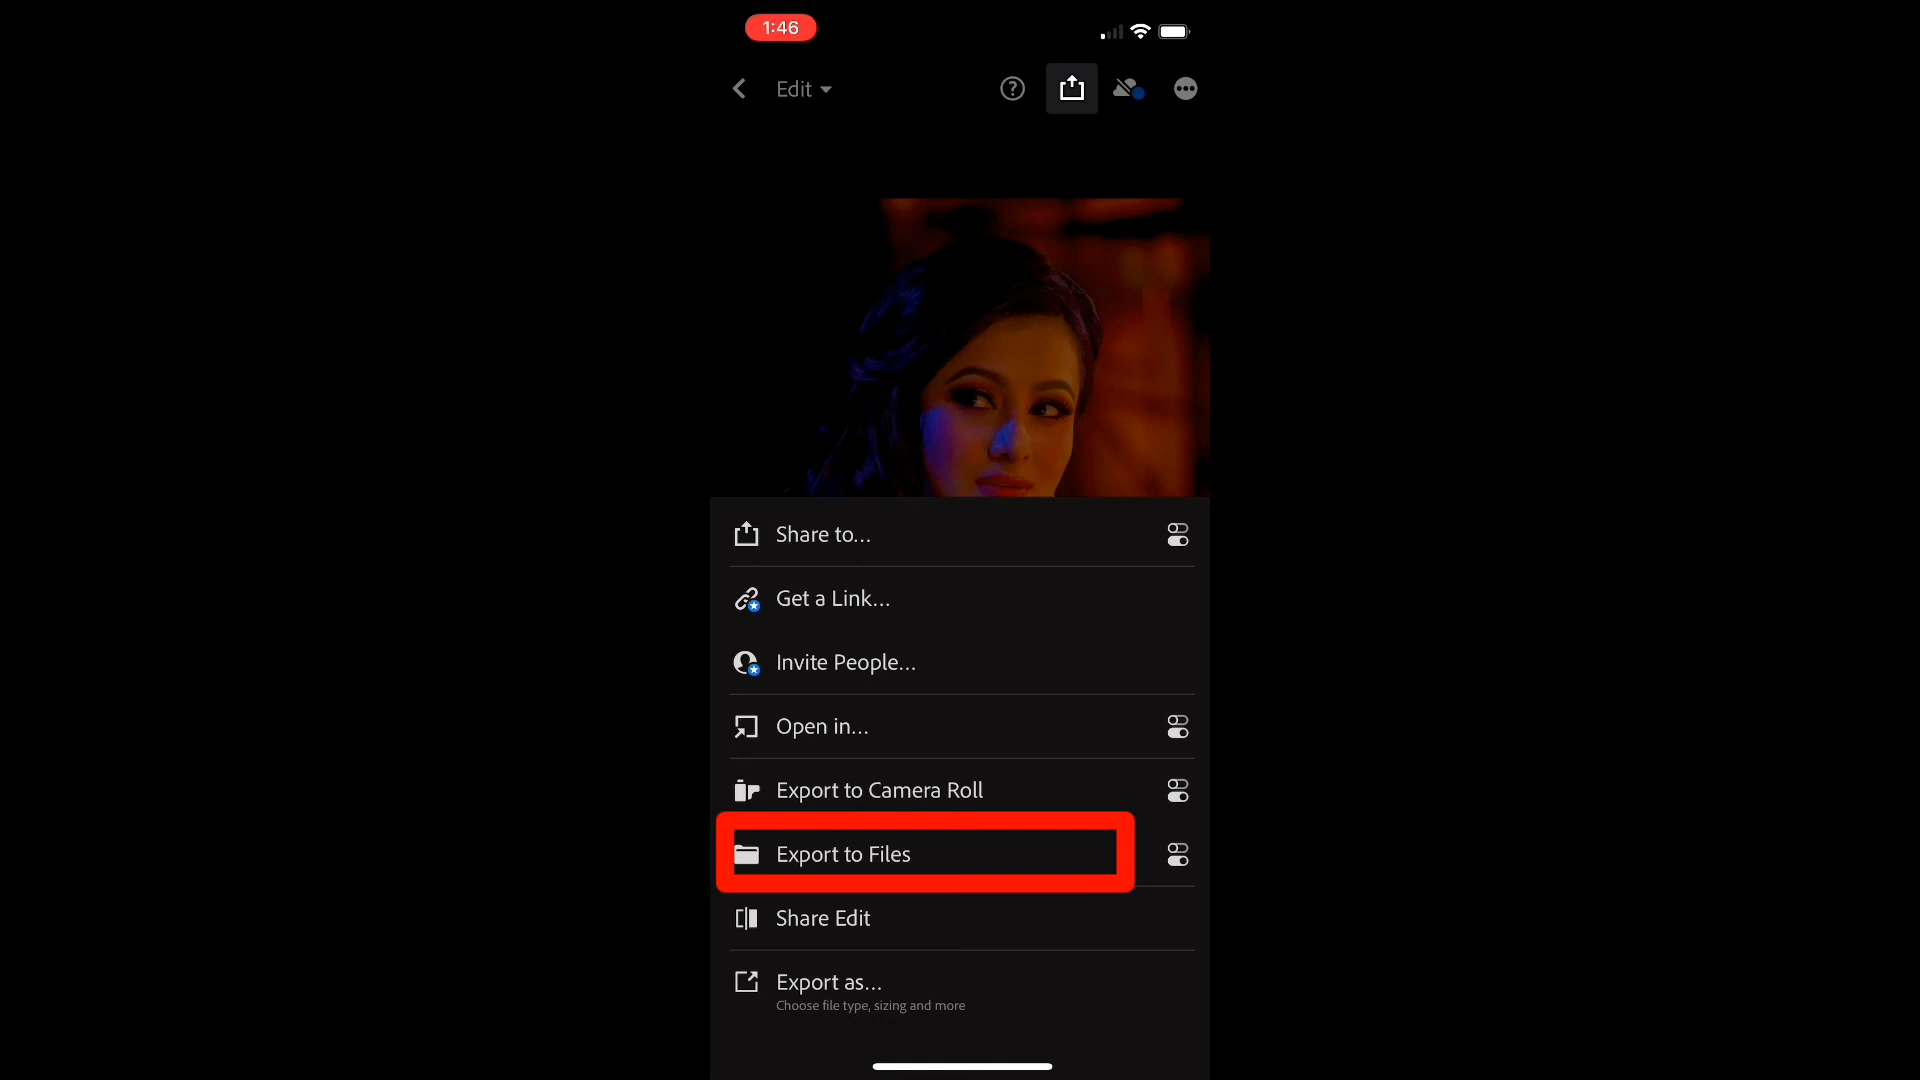 1:46
Edit
Share to...
Get a Link...
Invite People...
Open in...
Export to Camera Roll
Export to Files
Share Edit
Export as...
Choose file type, sizing and more